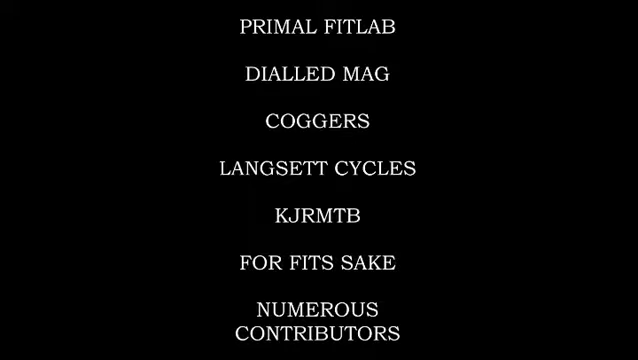 PRIMAL FITLAB
DIALLED MAG
COGGERS
LANGSETT CYCLES
KJRMTB
FOR FITS SAKE
NUMEROUS
CONTRIBUTORS